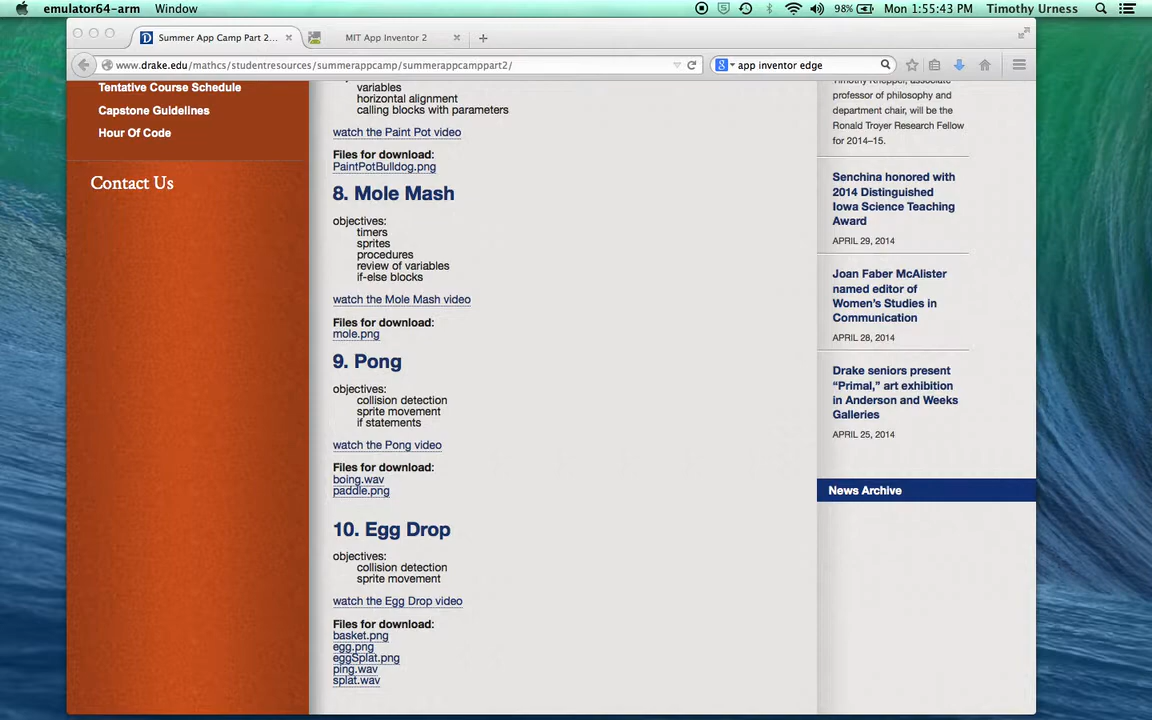 emulator64-arm Window
98% Mon 1:55:43 PM Timothy Urness
Summer App Camp Part 2...
MIT App Inventor 2
www.drake.edu/mathcs/studentresources/summerappcamp/summerappcamppart2/
app inventor edge
Tentative Course Schedule
Capstone Guidelines
Hour Of Code
Contact Us
variables
horizontal alignment
calling blocks with parameters
watch the Paint Pot video
Files for download:
PaintPotBulldog.png
8. Mole Mash
objectives:
timers
sprites
procedures
review of variables
if-else blocks
watch the Mole Mash video
Files for download:
mole.png
9. Pong
objectives:
collision detection
sprite movement
if statements
watch the Pong video
Files for download:
boing.wav
paddle.png
10. Egg Drop
objectives:
collision detection
sprite movement
watch the Egg Drop video
Files for download:
basket.png
egg.png
eggSplat.png
ping.wav
splat.wav
Timothy Knepper, associate
professor of philosophy and
department chair, will be the
Ronald Troyer Research Fellow
for 2014–15.
Senchina honored with
2014 Distinguished
Iowa Science Teaching
Award
APRIL 29, 2014
Joan Faber McAlister
named editor of
Women's Studies in
Communication
APRIL 28, 2014
Drake seniors present
“Primal,” art exhibition
in Anderson and Weeks
Galleries
APRIL 25, 2014
News Archive